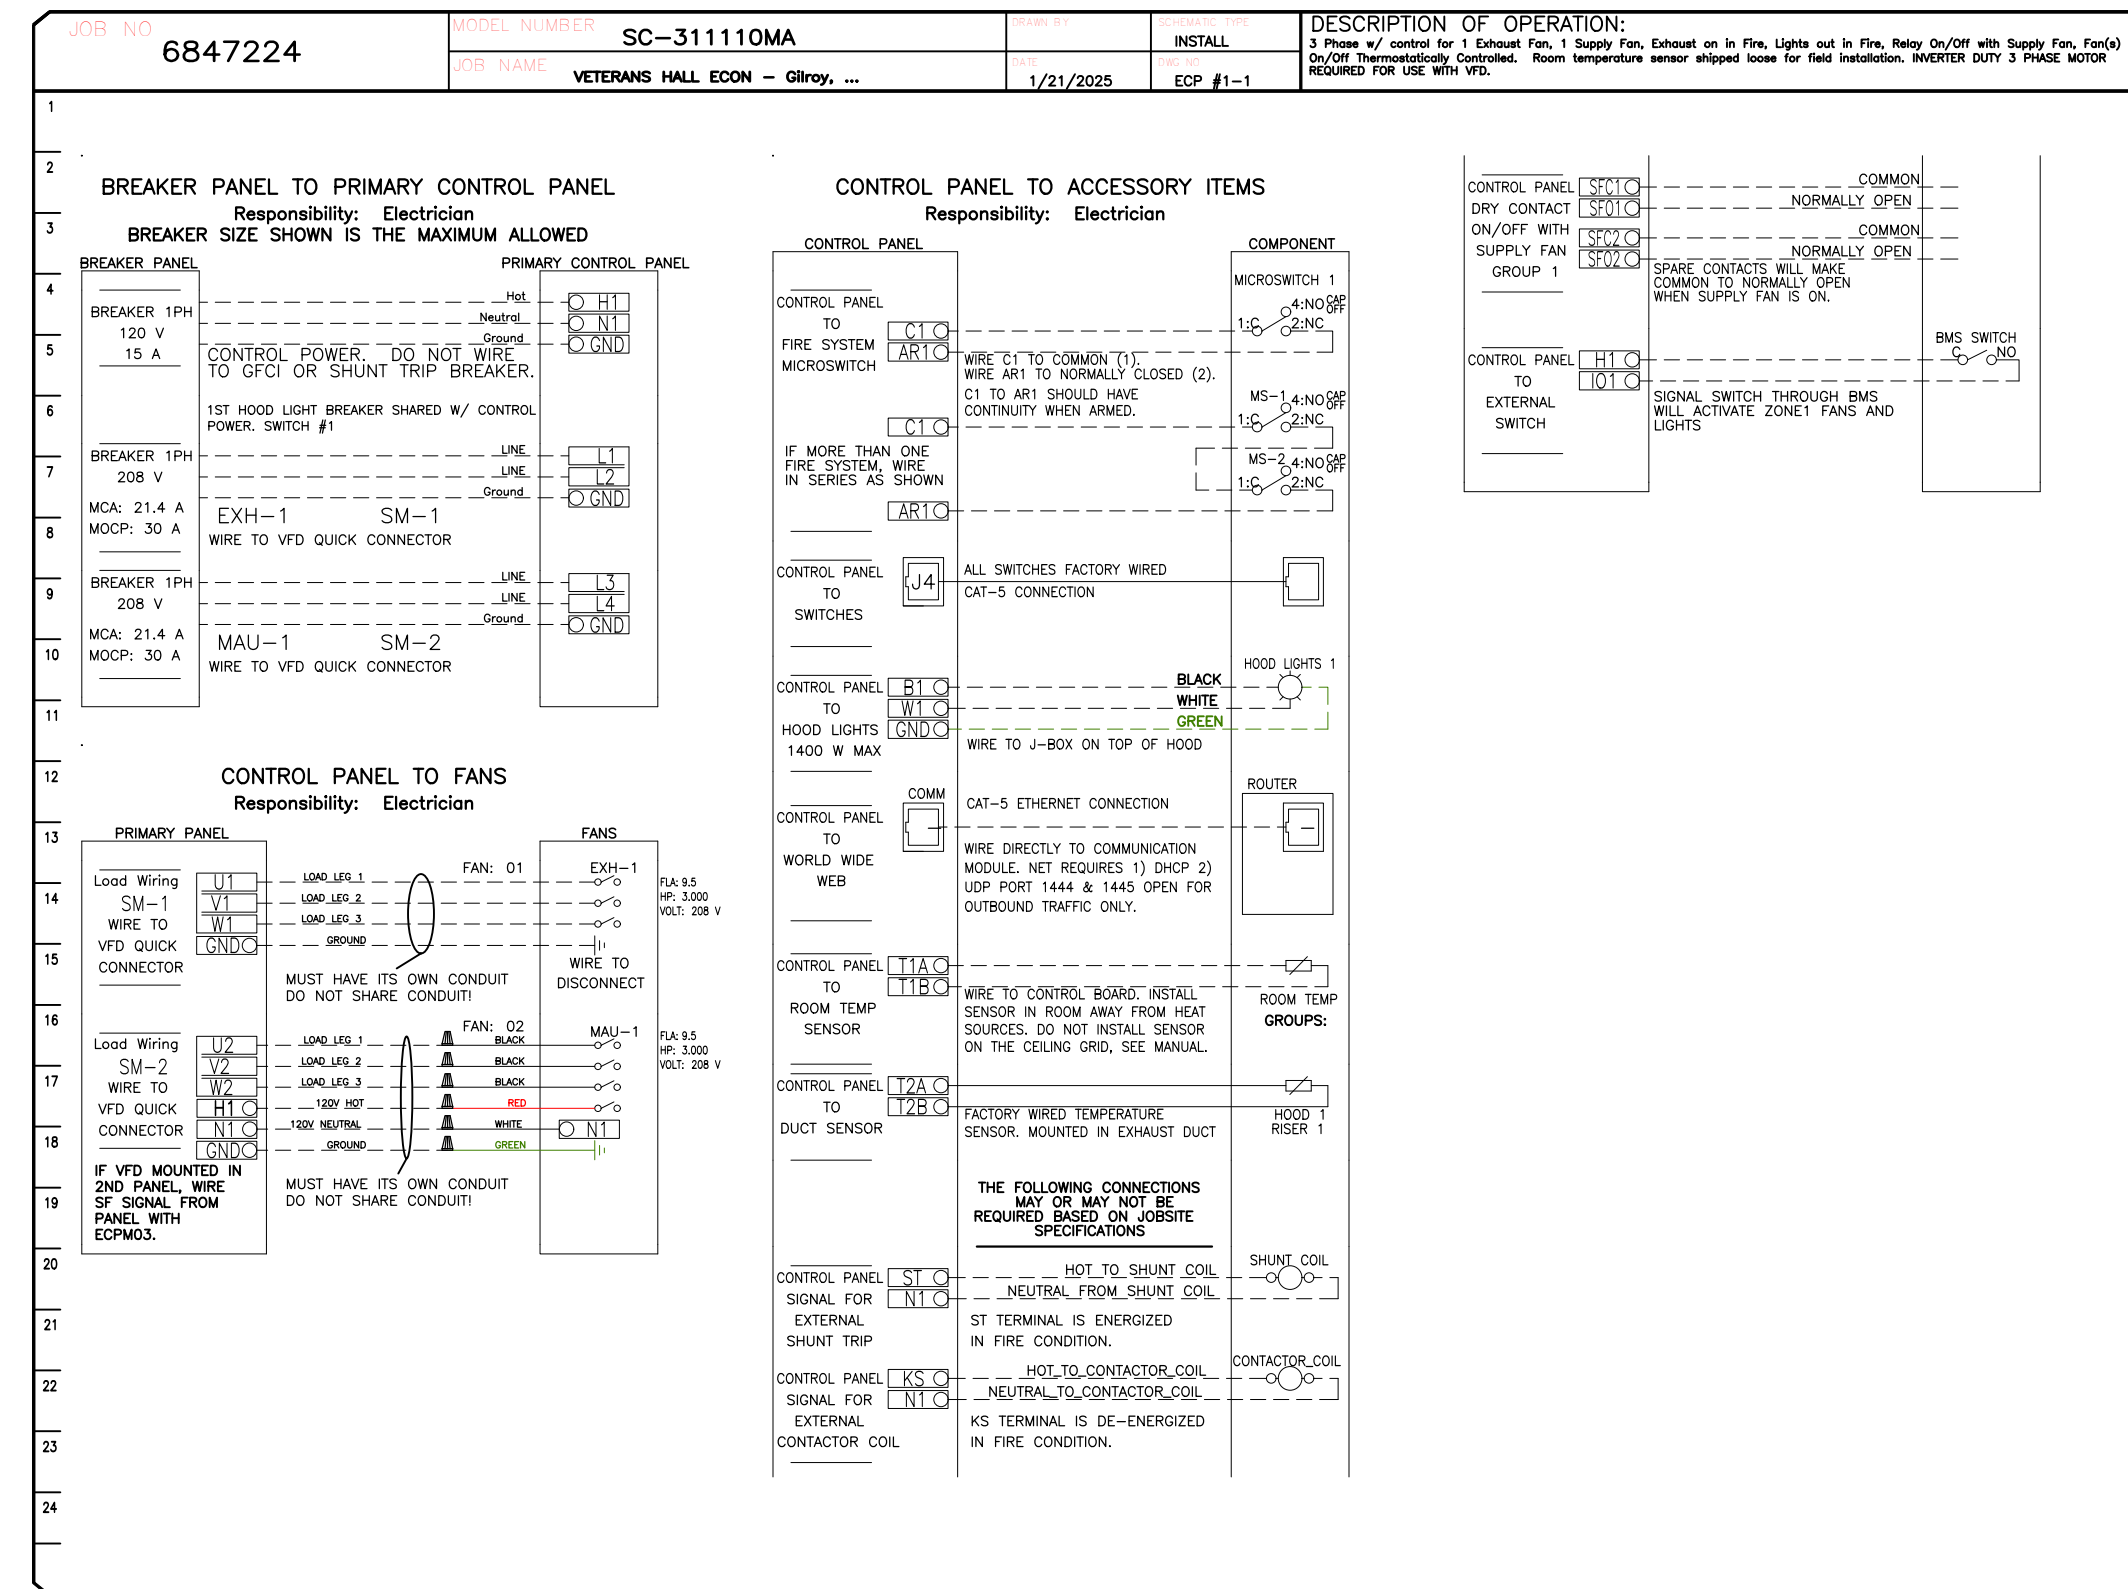 JOB NO
6847224
MODEL NUMBER
SC-311110MA
JOB NAME
VETERANS HALL ECON - Gilroy, ...
DRAWN BY
SCHEMATIC TYPE
INSTALL
DATE
1/21/2025
DWG NO
ECP #1-1
DESCRIPTION OF OPERATION:
3 Phase w/ control for 1 Exhaust Fan, 1 Supply Fan, Exhaust on in Fire, Lights out in Fire, Relay On/Off with Supply Fan, Fan(s)
On/Off Thermostatically Controlled. Room temperature sensor shipped loose for field installation. INVERTER DUTY 3 PHASE MOTOR
REQUIRED FOR USE WITH VFD.
1
2
3
4
5
6
7
8
9
10
11
12
13
14
15
16
17
18
19
20
21
22
23
24
BREAKER PANEL TO PRIMARY CONTROL PANEL
Responsibility: Electrician
BREAKER SIZE SHOWN IS THE MAXIMUM ALLOWED
BREAKER PANEL
PRIMARY CONTROL PANEL
BREAKER 1PH
120 V
15 A
Hot
H1
Neutral
N1
Ground
GND
CONTROL POWER. DO NOT WIRE
TO GFCI OR SHUNT TRIP BREAKER.
1ST HOOD LIGHT BREAKER SHARED W/ CONTROL
POWER. SWITCH #1
BREAKER 1PH
208 V
MCA: 21.4 A
MOCP: 30 A
LINE
L1
LINE
L2
Ground
GND
EXH-1 SM-1
WIRE TO VFD QUICK CONNECTOR
BREAKER 1PH
208 V
MCA: 21.4 A
MOCP: 30 A
LINE
L3
LINE
L4
Ground
GND
MAU-1 SM-2
WIRE TO VFD QUICK CONNECTOR
CONTROL PANEL TO FANS
Responsibility: Electrician
PRIMARY PANEL
FANS
Load Wiring
SM-1
WIRE TO
VFD QUICK
CONNECTOR
U1
V1
W1
GND
LOAD LEG 1
LOAD LEG 2
LOAD LEG 3
GROUND
FAN: 01
EXH-1
FLA: 9.5
HP: 3.000
VOLT: 208 V
WIRE TO
DISCONNECT
MUST HAVE ITS OWN CONDUIT
DO NOT SHARE CONDUIT!
Load Wiring
SM-2
WIRE TO
VFD QUICK
CONNECTOR
U2
V2
W2
H1
N1
GND
LOAD LEG 1
LOAD LEG 2
LOAD LEG 3
120V HOT
120V NEUTRAL
GROUND
FAN: 02
BLACK
BLACK
BLACK
RED
WHITE
GREEN
MAU-1
N1
FLA: 9.5
HP: 3.000
VOLT: 208 V
IF VFD MOUNTED IN
2ND PANEL, WIRE
SF SIGNAL FROM
PANEL WITH
ECPM03.
MUST HAVE ITS OWN CONDUIT
DO NOT SHARE CONDUIT!
CONTROL PANEL TO ACCESSORY ITEMS
Responsibility: Electrician
CONTROL PANEL
COMPONENT
CONTROL PANEL
TO
FIRE SYSTEM
MICROSWITCH
C1
AR1
WIRE C1 TO COMMON (1).
WIRE AR1 TO NORMALLY CLOSED (2).
C1 TO AR1 SHOULD HAVE
CONTINUITY WHEN ARMED.
MICROSWITCH 1
4:NO CAP OFF
1:C 2:NC
C1
IF MORE THAN ONE
FIRE SYSTEM, WIRE
IN SERIES AS SHOWN
AR1
MS-1 4:NO CAP OFF
1:C 2:NC
MS-2 4:NO CAP OFF
1:C 2:NC
CONTROL PANEL
TO
SWITCHES
J4
ALL SWITCHES FACTORY WIRED
CAT-5 CONNECTION
CONTROL PANEL
TO
HOOD LIGHTS
1400 W MAX
B1
W1
GND
BLACK
WHITE
GREEN
HOOD LIGHTS 1
WIRE TO J-BOX ON TOP OF HOOD
CONTROL PANEL
TO
WORLD WIDE
WEB
COMM
CAT-5 ETHERNET CONNECTION
ROUTER
WIRE DIRECTLY TO COMMUNICATION
MODULE. NET REQUIRES 1) DHCP 2)
UDP PORT 1444 & 1445 OPEN FOR
OUTBOUND TRAFFIC ONLY.
CONTROL PANEL
TO
ROOM TEMP
SENSOR
T1A
T1B
WIRE TO CONTROL BOARD. INSTALL
SENSOR IN ROOM AWAY FROM HEAT
SOURCES. DO NOT INSTALL SENSOR
ON THE CEILING GRID, SEE MANUAL.
ROOM TEMP
GROUPS:
CONTROL PANEL
TO
DUCT SENSOR
T2A
T2B
FACTORY WIRED TEMPERATURE
SENSOR. MOUNTED IN EXHAUST DUCT
HOOD 1
RISER 1
THE FOLLOWING CONNECTIONS
MAY OR MAY NOT BE
REQUIRED BASED ON JOBSITE
SPECIFICATIONS
CONTROL PANEL
SIGNAL FOR
EXTERNAL
SHUNT TRIP
ST
N1
HOT TO SHUNT COIL
NEUTRAL FROM SHUNT COIL
SHUNT COIL
ST TERMINAL IS ENERGIZED
IN FIRE CONDITION.
CONTROL PANEL
SIGNAL FOR
EXTERNAL
CONTACTOR COIL
KS
N1
HOT_TO_CONTACTOR_COIL
NEUTRAL_TO_CONTACTOR_COIL
CONTACTOR_COIL
KS TERMINAL IS DE-ENERGIZED
IN FIRE CONDITION.
CONTROL PANEL
DRY CONTACT
ON/OFF WITH
SUPPLY FAN
GROUP 1
SFC1
SFO1
SFC2
SFO2
COMMON
NORMALLY OPEN
COMMON
NORMALLY OPEN
SPARE CONTACTS WILL MAKE
COMMON TO NORMALLY OPEN
WHEN SUPPLY FAN IS ON.
CONTROL PANEL
TO
EXTERNAL
SWITCH
H1
IO1
BMS SWITCH
C NO
SIGNAL SWITCH THROUGH BMS
WILL ACTIVATE ZONE1 FANS AND
LIGHTS